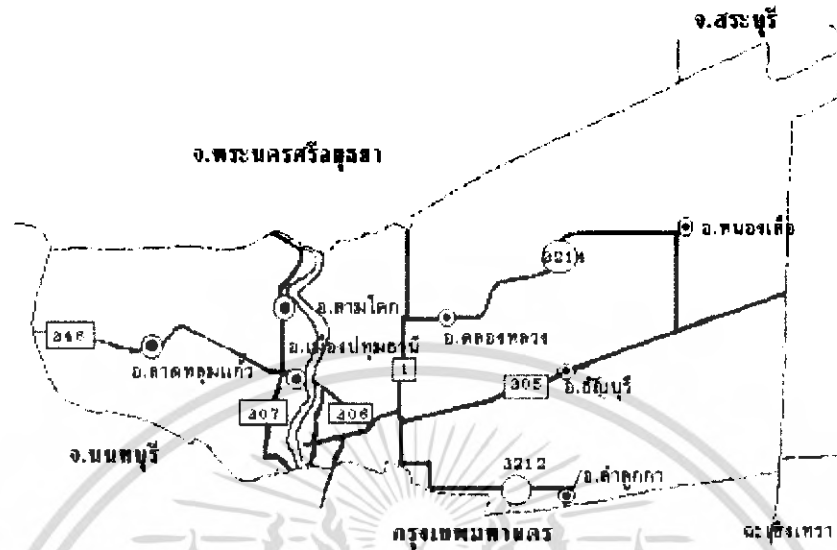 จ.สระบุรี
จ.พระนครศรีอยุธยา
อ.หนองเสือ
3214
อ.สามโคก
อ.คลองหลวง
346
อ.เมืองปทุมธานี
อ.ลาดหลุมแก้ว
1
305
อ.ธัญบุรี
307
306
จ.นนทบุรี
3212
อ.ลำลูกกา
กรุงเทพมหานคร
ฉะเชิงเทรา